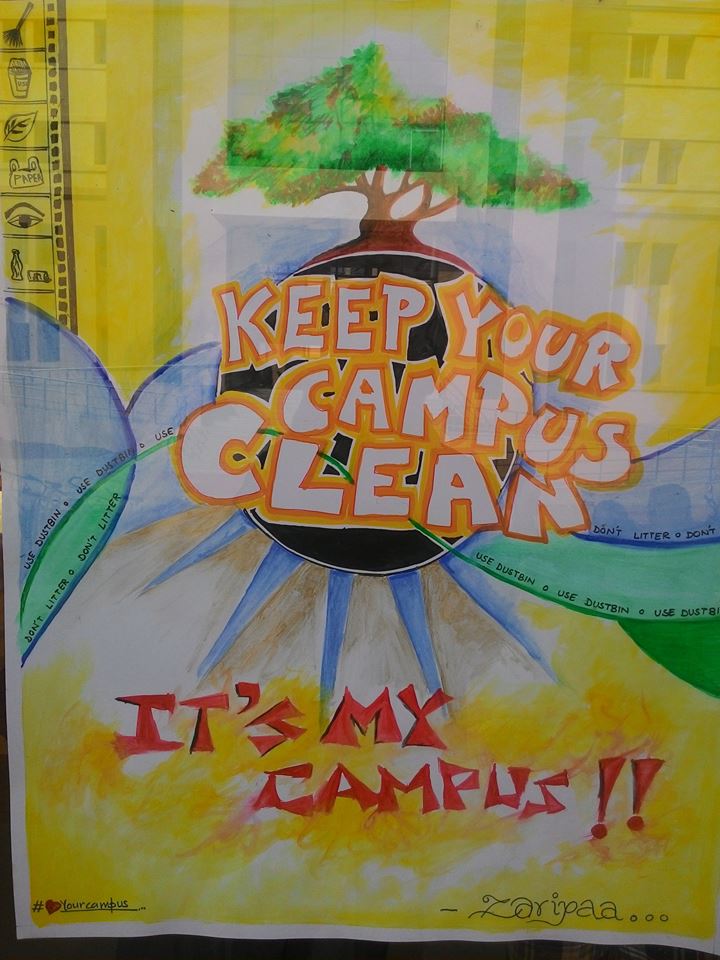 USE
PAPER
KEEP YOUR
CAMPUS
CLEAN
USE DUSTBIN o USE DUSTBIN o USE
DON'T LITTER o DON'T LITTER
DON'T LITTER o DON'T
USE DUSTBIN o USE DUSTBIN o USE DUSTBI
IT'S MY
CAMPUS!!
#❤Yourcampus...
- Zaripaa...